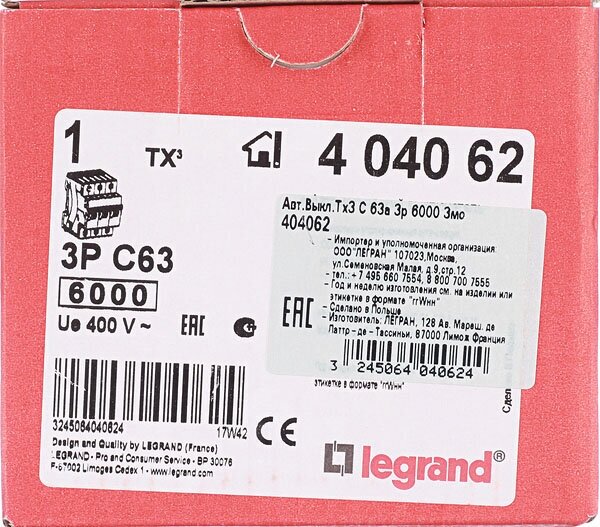 1 TX³ 4 040 62
3P C63
6000
Ue 400 V ~ EAC
Авт.Выкл.Тх3 С 63а 3р 6000 3мо
404062
- Импортер и уполномоченная организация:
ООО"ЛЕГРАН" 107023,Москва,
ул.Семеновская Малая, д.9,стр.12
- тел.: +7 495 660 7554, 8 800 700 7555
- Год и неделю изготовления см. на изделии или
этикетке в формате "ггWнн"
- Сделано в Польше
- Изготовитель: ЛЕГРАН, 128 Ав. Мареш. де
Латтр - де - Тассиньи, 87000 Лимож Франция
EAC
3 245064 040624
этикетке в формате "ггWнн"
3245064040624 17W42
Design and Quality by LEGRAND (France)
LEGRAND - Pro and Consumer Service - BP 30076
F-87002 Limoges Cedex 1 - www.legrand.com
CE
legrand